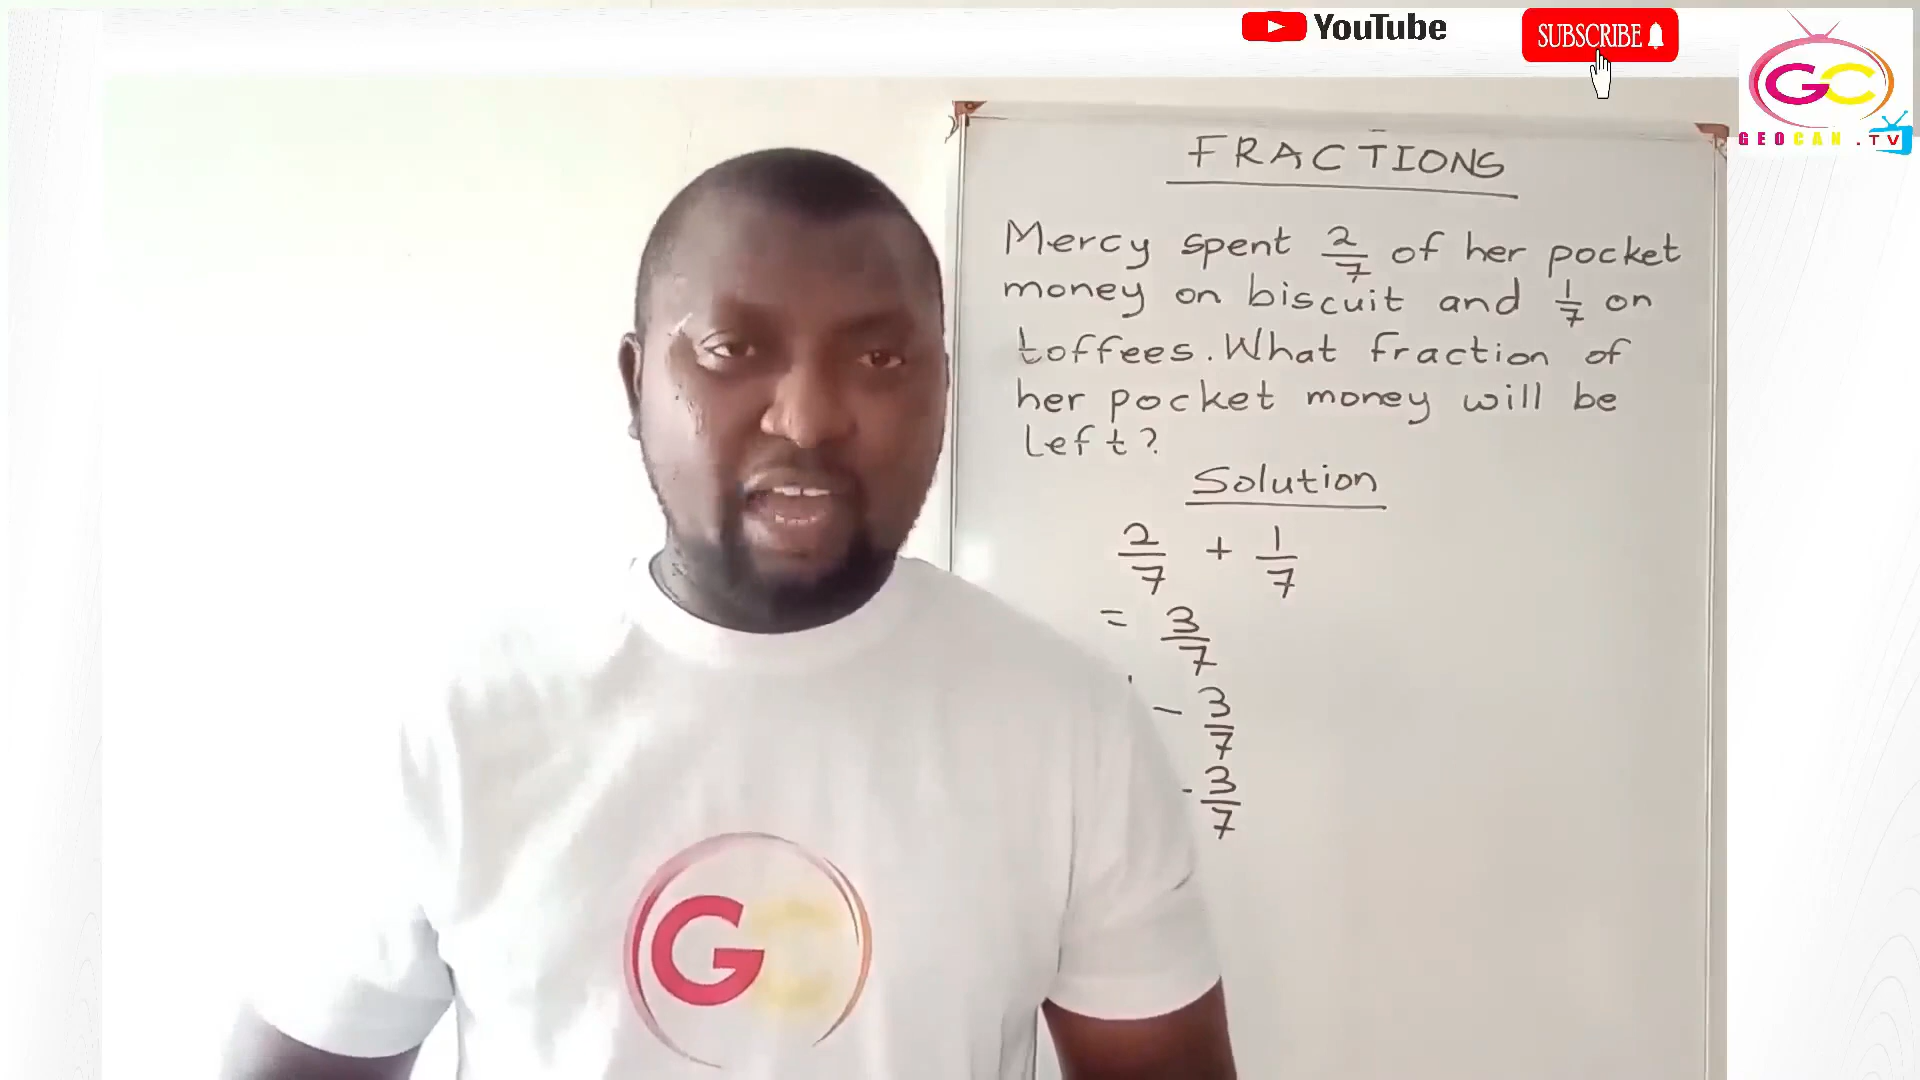 YouTube
SUBSCRIBE
GC
GEOCAN.TV
FRACTIONS
Mercy spent 2/7 of her pocket
money on biscuit and 1/7 on
toffees. What fraction of
her pocket money will be
left?
Solution
2/7 + 1/7
= 3/7
- 3/7
- 3/7
GC